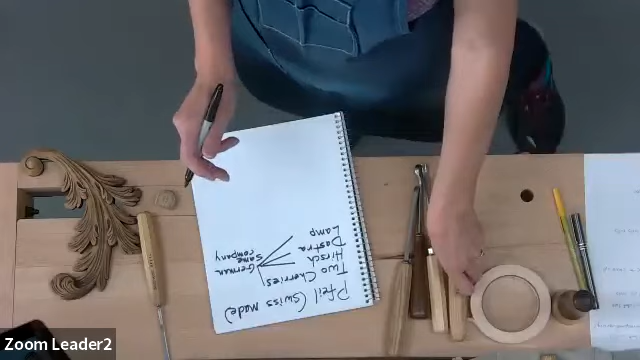 Pfeil (Swiss made)
Two Cherries
Hirsch
Dastra
Lamp
German
Same
company
Zoom Leader2